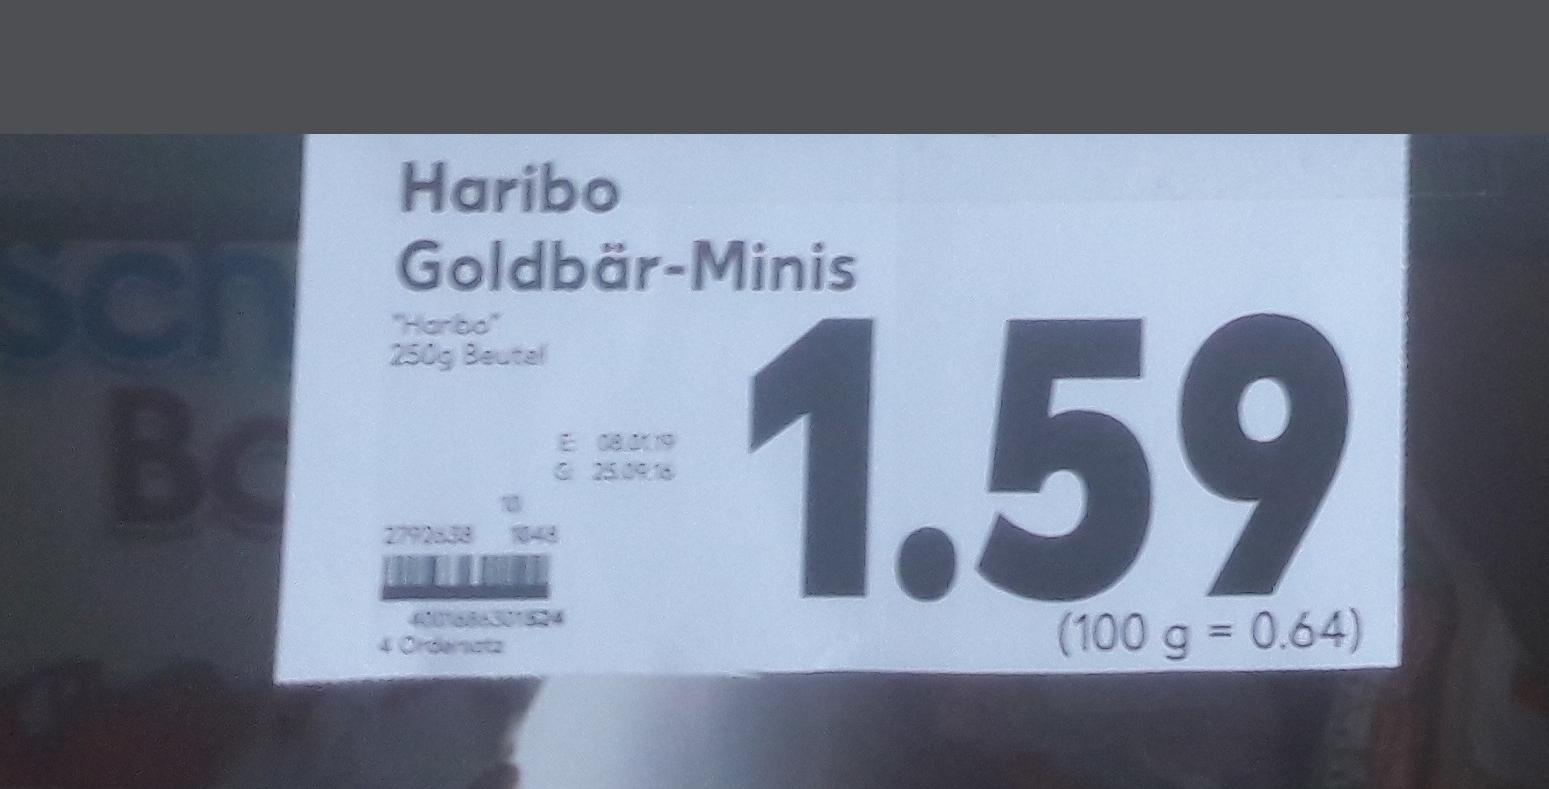 Haribo
Goldbär-Minis
"Haribo"
250g Beutel
1.59
E: 08.01.19
G: 25.09.16
10
2792638 1048
4001686301524
4 Ordersatz
(100 g = 0.64)